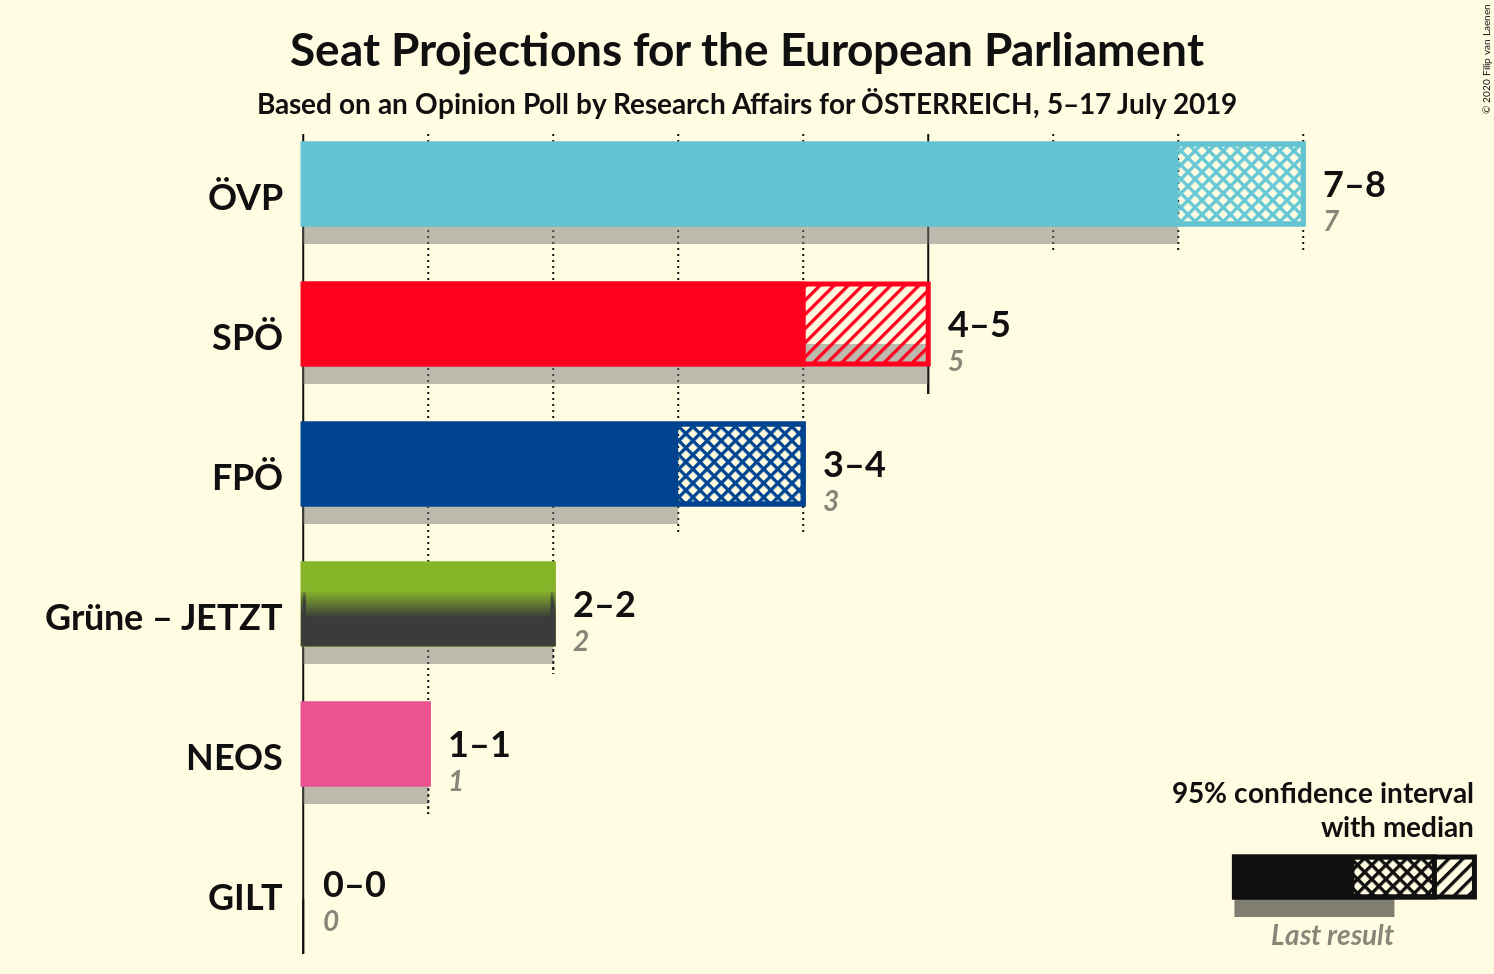 Seat Projections for the European Parliament
Based on an Opinion Poll by Research Affairs for ÖSTERREICH, 5–17 July 2019
© 2020 Filip van Laenen
ÖVP
7–8
7
SPÖ
4–5
5
FPÖ
3–4
3
Grüne – JETZT
2–2
2
NEOS
1–1
1
GILT
0–0
0
95% confidence interval
with median
Last result